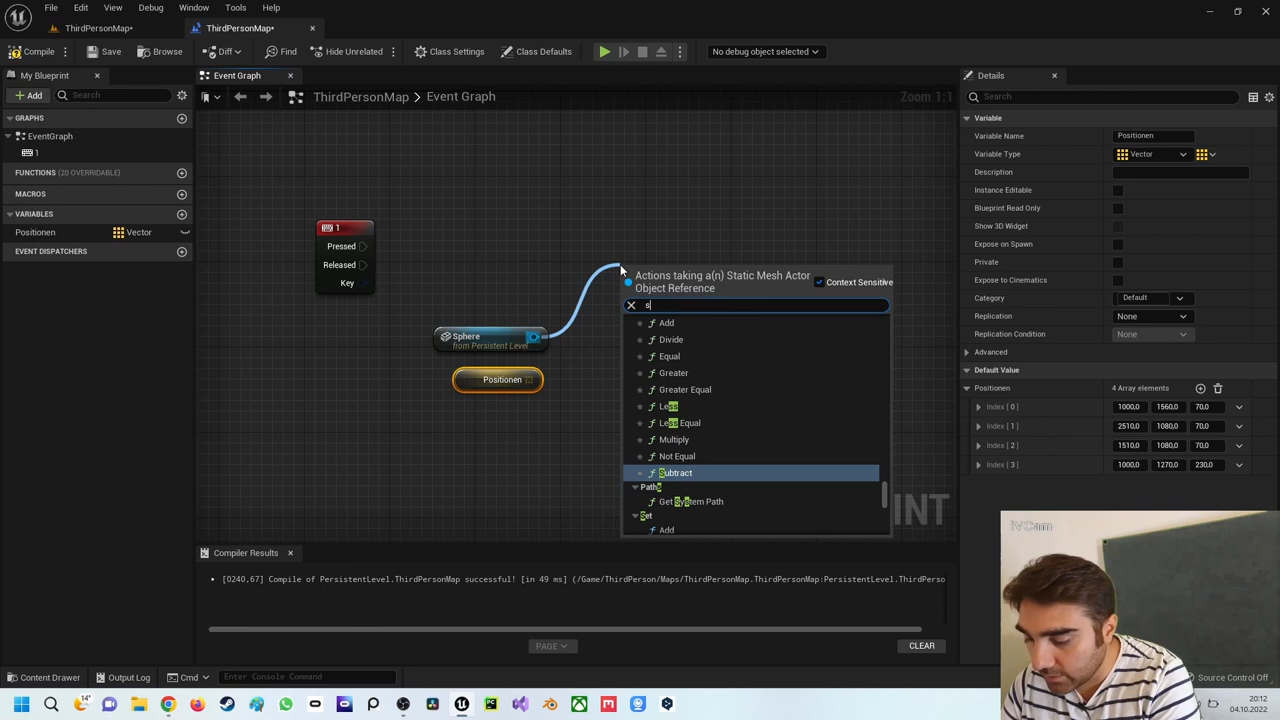 File Edit Asset View Debug Window Tools Help
ThirdPersonMap•
ThirdPersonMap•
Compile Save Browse Diff Find Hide Unrelated Class Settings Class Defaults No debug object selected
My Blueprint
Event Graph
Details
Add Search
ThirdPersonMap > Event Graph
Zoom 1:1
Search
GRAPHS
EventGraph
1
FUNCTIONS (20 OVERRIDABLE)
MACROS
VARIABLES
Positionen Vector
EVENT DISPATCHERS
1
Pressed
Released
Key
Sphere
from Persistent Level
Positionen
Actions taking a(n) Static Mesh Actor
Object Reference
Context Sensitive
s
Add
Divide
Equal
Greater
Greater Equal
Less
Less Equal
Multiply
Not Equal
Subtract
Paths
Get System Path
Set
Add
INT
Variable
Variable Name Positionen
Variable Type Vector
Description
Instance Editable
Blueprint Read Only
Show 3D Widget
Expose on Spawn
Private
Expose to Cinematics
Category Default
Replication None
Replication Condition None
Advanced
Default Value
Positionen 4 Array elements
Index [ 0 ] 1000,0 1560,0 70,0
Index [ 1 ] 2510,0 1080,0 70,0
Index [ 2 ] 1510,0 1080,0 70,0
Index [ 3 ] 1000,0 1270,0 230,0
Compiler Results
[0240,67] Compile of PersistentLevel.ThirdPersonMap successful! [in 49 ms] (/Game/ThirdPerson/Maps/ThirdPersonMap.ThirdPersonMap:PersistentLevel.ThirdPerso
PAGE
CLEAR
iVCam
Content Drawer Output Log Cmd Enter Console Command
Source Control Off
14°
20:12
04.10.2022